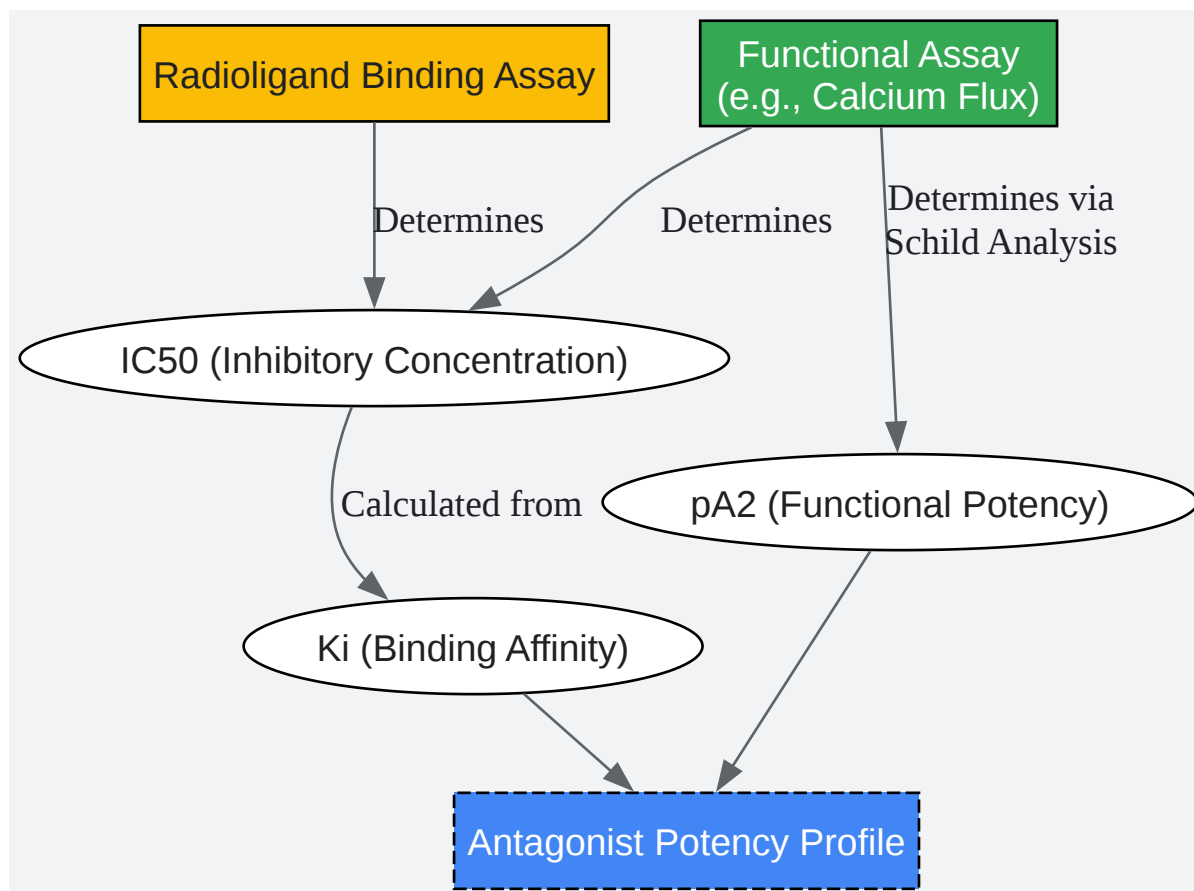 Radioligand Binding Assay
Functional Assay
(e.g., Calcium Flux)
Determines
Determines
Determines via
Schild Analysis
IC50 (Inhibitory Concentration)
Calculated from
pA2 (Functional Potency)
Ki (Binding Affinity)
Antagonist Potency Profile